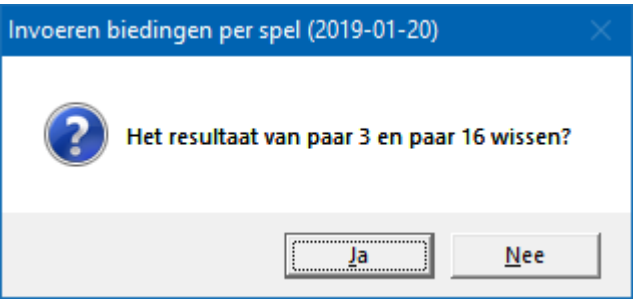 Invoeren biedingen per spel (2019-01-20)
?
Het resultaat van paar 3 en paar 16 wissen?
Ja
Nee